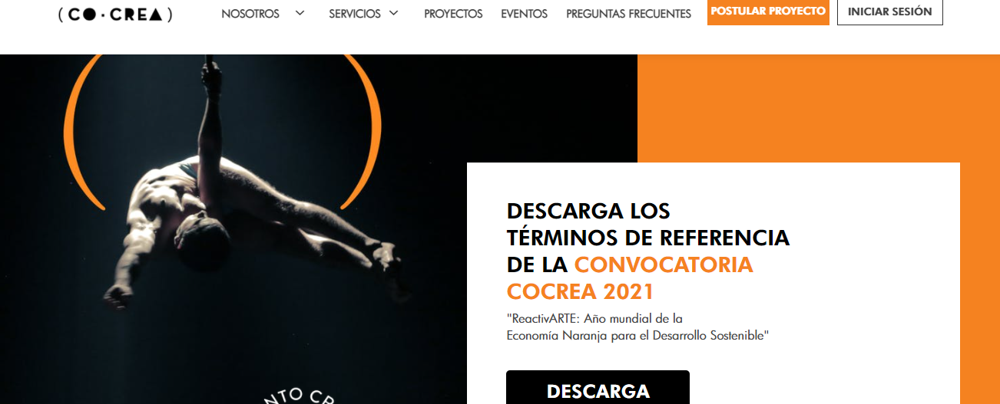 (CO·CREA)
NOSOTROS
SERVICIOS
PROYECTOS
EVENTOS
PREGUNTAS FRECUENTES
POSTULAR PROYECTO
INICIAR SESIÓN
DESCARGA LOS
TÉRMINOS DE REFERENCIA
DE LA CONVOCATORIA
COCREA 2021
"ReactivARTE: Año mundial de la
Economía Naranja para el Desarrollo Sostenible"
DESCARGA